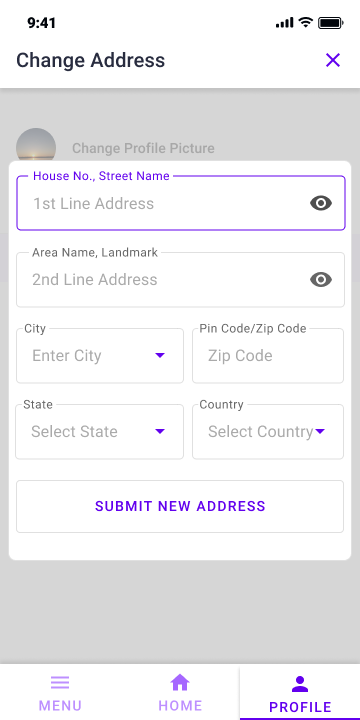 9:41
Change Address
Change Profile Picture
House No., Street Name
1st Line Address
Area Name, Landmark
2nd Line Address
City
Enter City
Pin Code/Zip Code
Zip Code
State
Select State
Country
Select Country
SUBMIT NEW ADDRESS
MENU
HOME
PROFILE